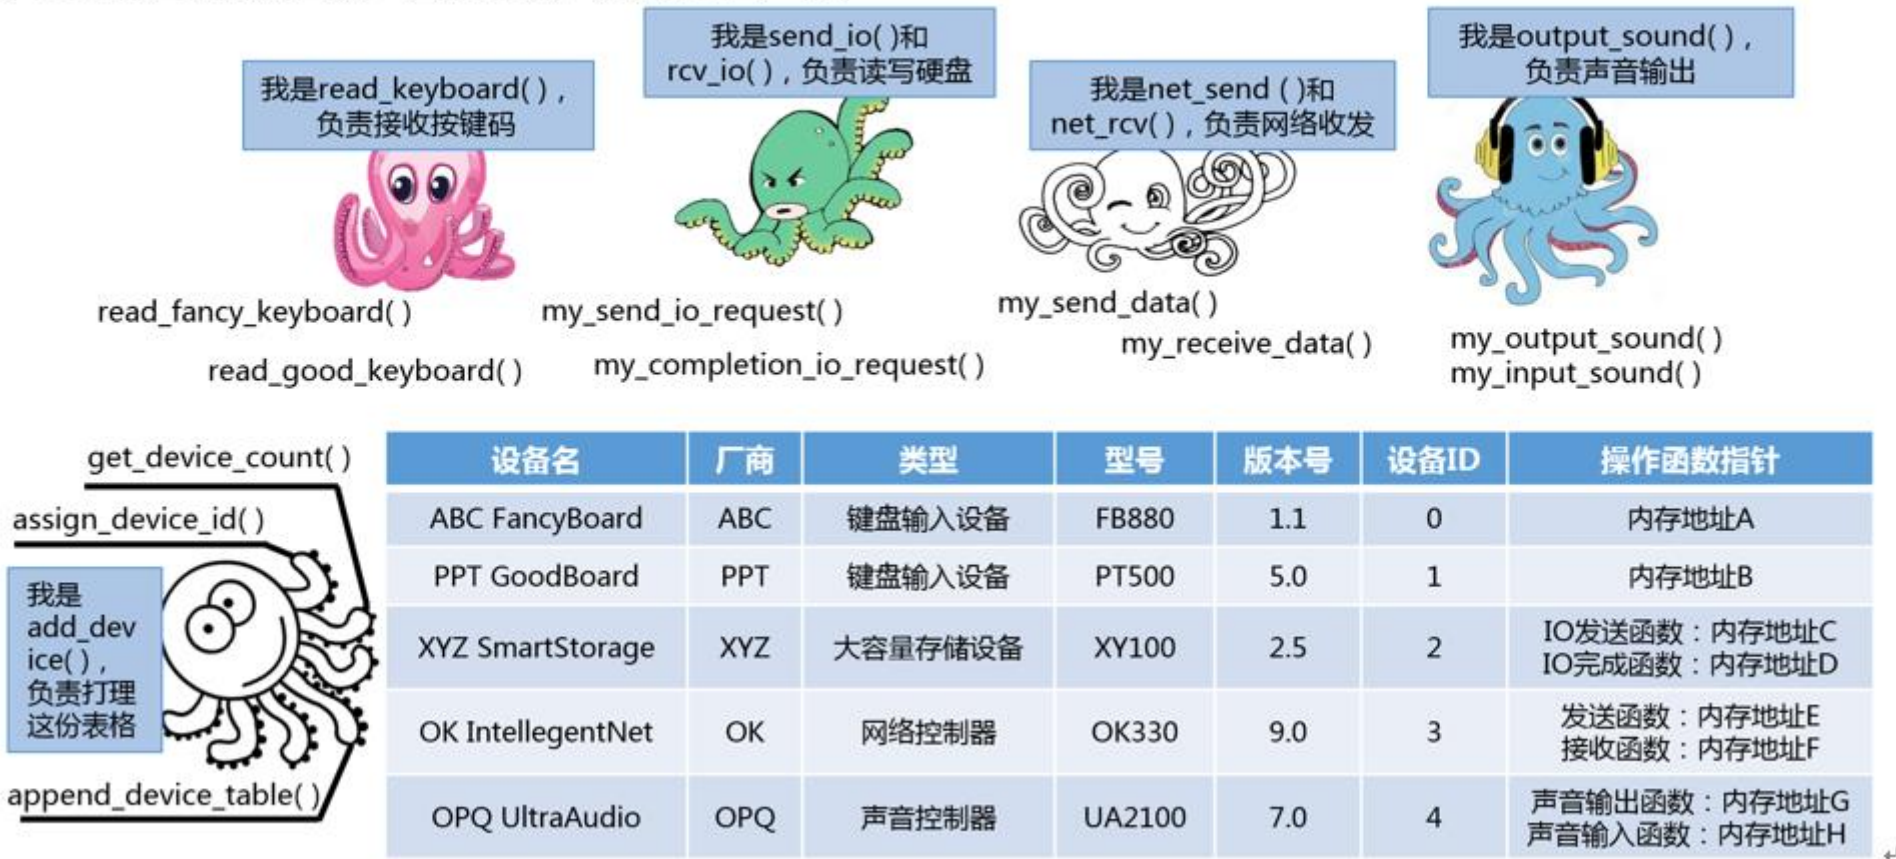 我是read_keyboard( ),
负责接收按键码
我是send_io( )和
rcv_io( ),负责读写硬盘
我是net_send ( )和
net_rcv( ),负责网络收发
我是output_sound( ),
负责声音输出
read_fancy_keyboard( )
read_good_keyboard( )
my_send_io_request( )
my_completion_io_request( )
my_send_data( )
my_receive_data( )
my_output_sound( )
my_input_sound( )
get_device_count( )
assign_device_id( )
我是
add_dev
ice( ),
负责打理
这份表格
append_device_table( )
设备名 厂商 类型 型号 版本号 设备ID 操作函数指针
ABC FancyBoard ABC 键盘输入设备 FB880 1.1 0 内存地址A
PPT GoodBoard PPT 键盘输入设备 PT500 5.0 1 内存地址B
XYZ SmartStorage XYZ 大容量存储设备 XY100 2.5 2 IO发送函数:内存地址C
IO完成函数:内存地址D
OK IntellegentNet OK 网络控制器 OK330 9.0 3 发送函数:内存地址E
接收函数:内存地址F
OPQ UltraAudio OPQ 声音控制器 UA2100 7.0 4 声音输出函数:内存地址G
声音输入函数:内存地址H